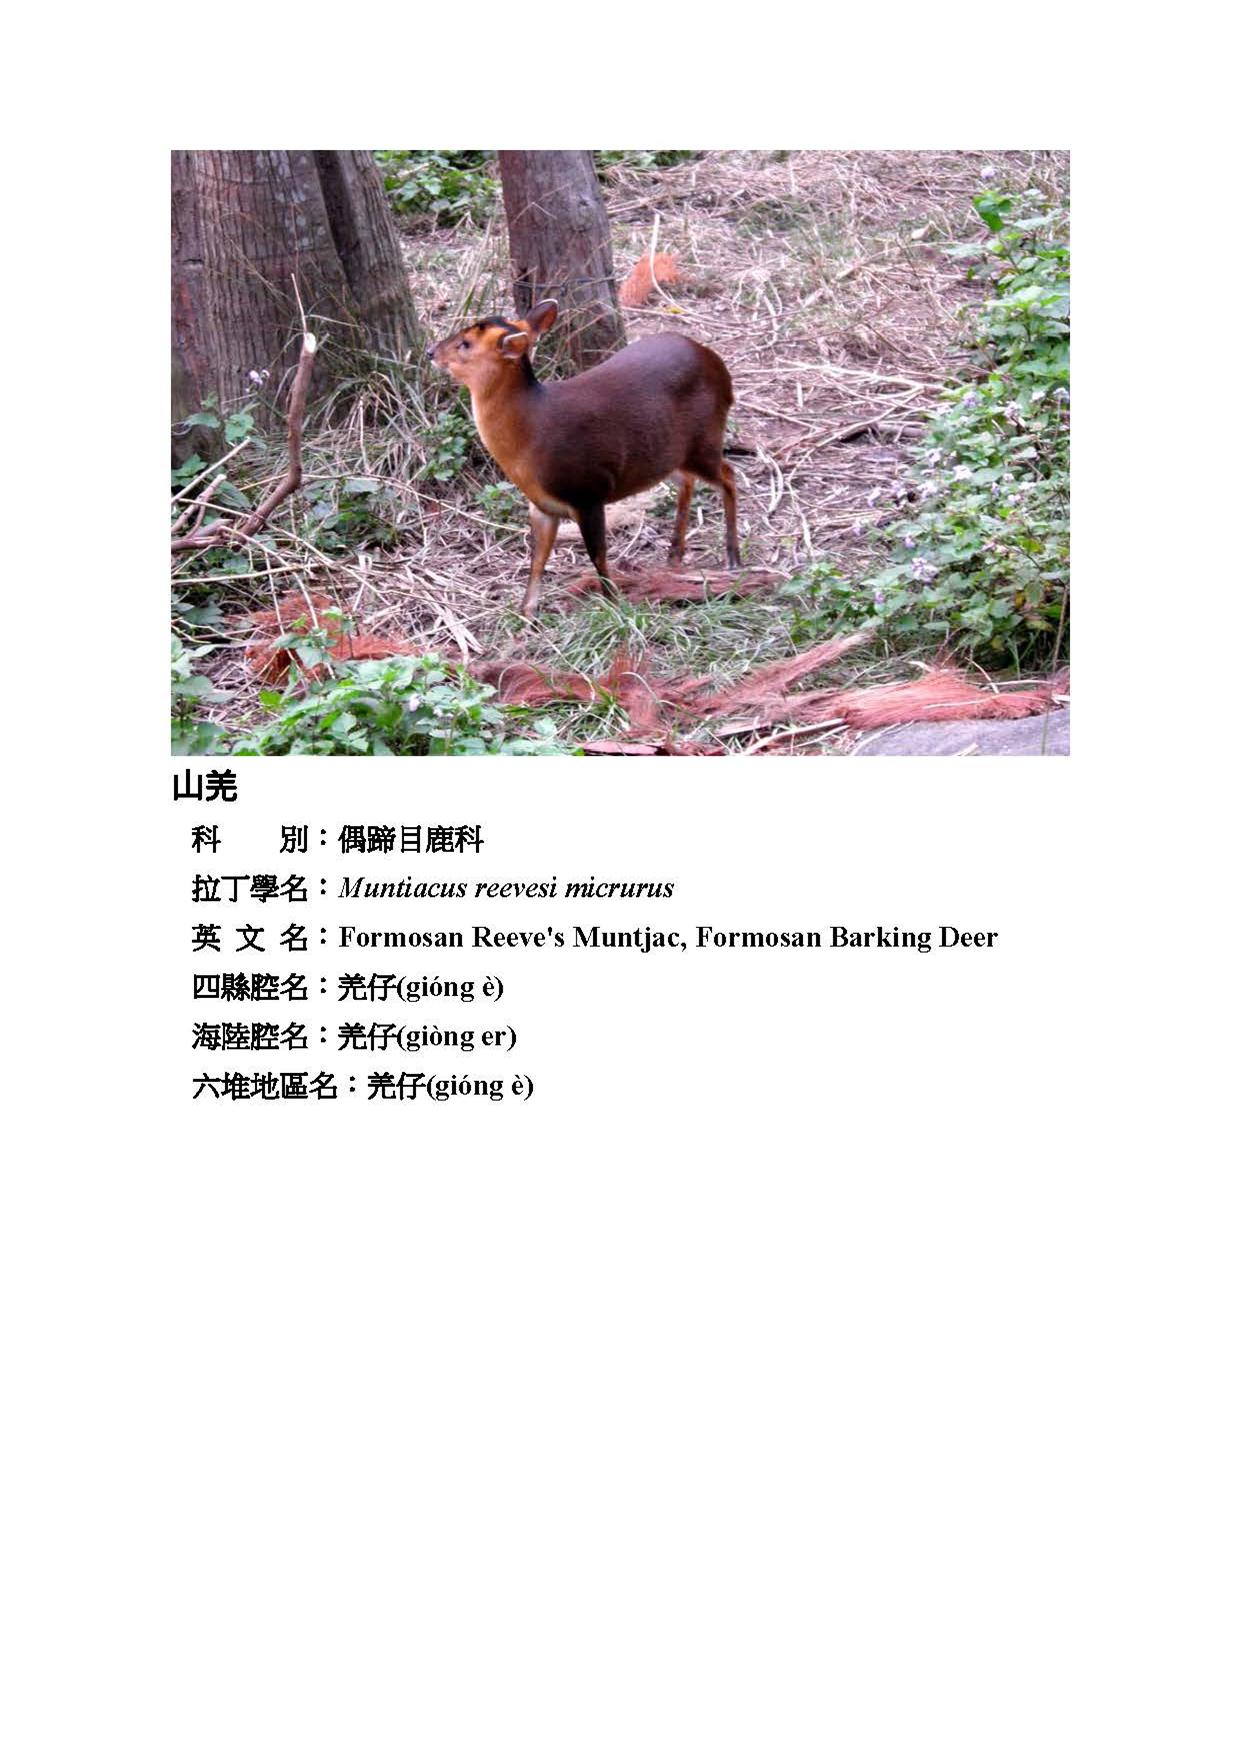 山羌
科　　別：偶蹄目鹿科
拉丁學名：Muntiacus reevesi micrurus
英 文 名：Formosan Reeve's Muntjac, Formosan Barking Deer
四縣腔名：羌仔(gióng è)
海陸腔名：羌仔(giòng er)
六堆地區名：羌仔(gióng è)